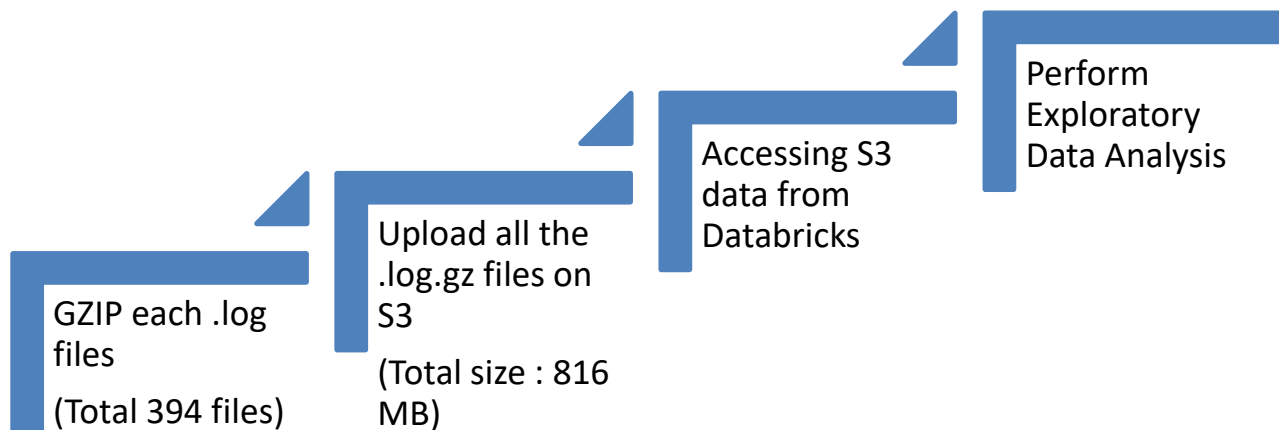 GZIP each .log
files
(Total 394 files)
Upload all the
.log.gz files on
S3
(Total size : 816
MB)
Accessing S3
data from
Databricks
Perform
Exploratory
Data Analysis